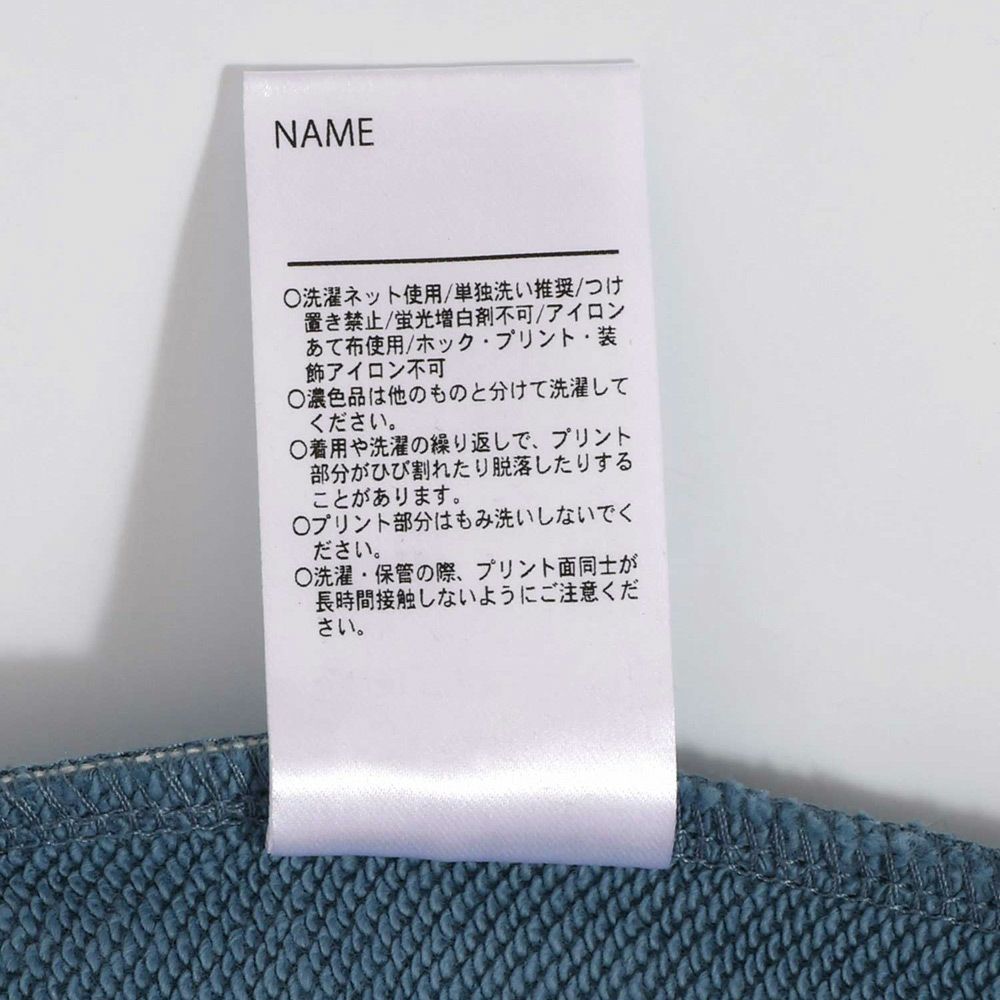 NAME
○洗濯ネット使用/単独洗い推奨/つけ
置き禁止/蛍光増白剤不可/アイロン
あて布使用/ホック・プリント・装
飾アイロン不可
○濃色品は他のものと分けて洗濯して
ください。
○着用や洗濯の繰り返しで、プリント
部分がひび割れたり脱落したりする
ことがあります。
○プリント部分はもみ洗いしないでく
ださい。
○洗濯・保管の際、プリント面同士が
長時間接触しないようにご注意くだ
さい。